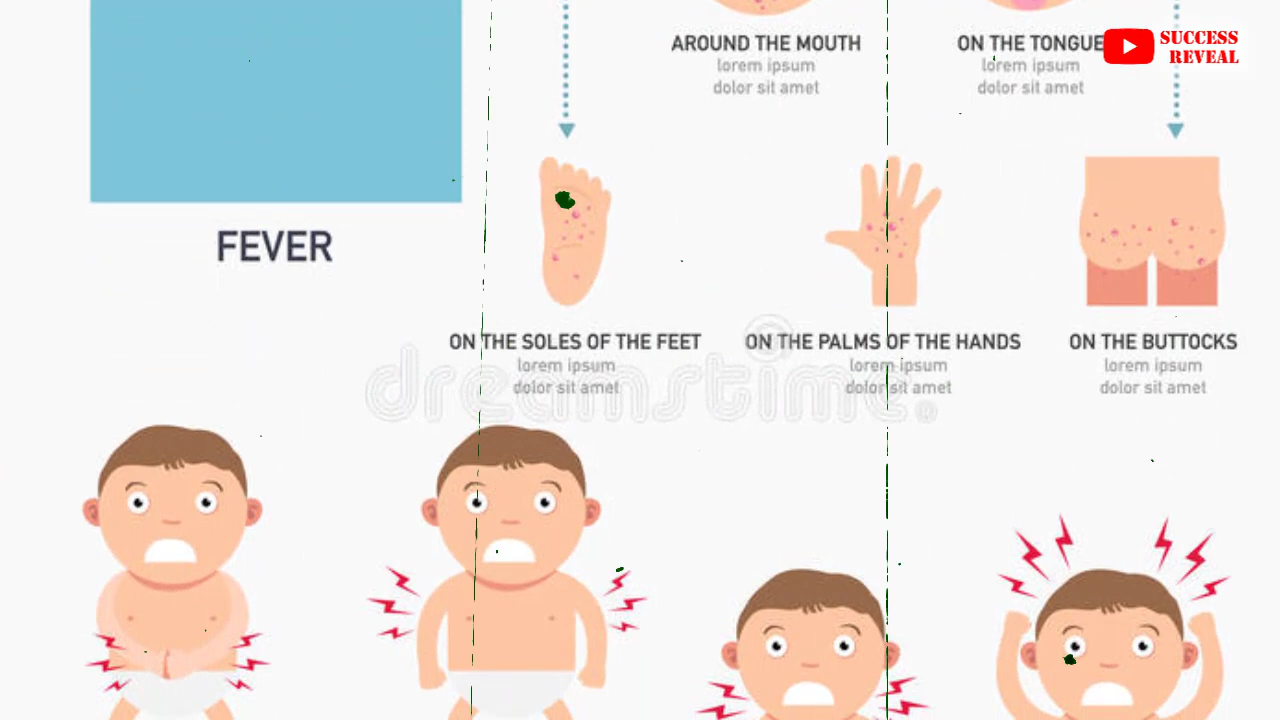 AROUND THE MOUTH
lorem ipsum
dolor sit amet
ON THE TONGUE
lorem ipsum
dolor sit amet
SUCCESS
REVEAL
FEVER
ON THE SOLES OF THE FEET
lorem ipsum
dolor sit amet
ON THE PALMS OF THE HANDS
lorem ipsum
dolor sit amet
ON THE BUTTOCKS
lorem ipsum
dolor sit amet
dreamstime.